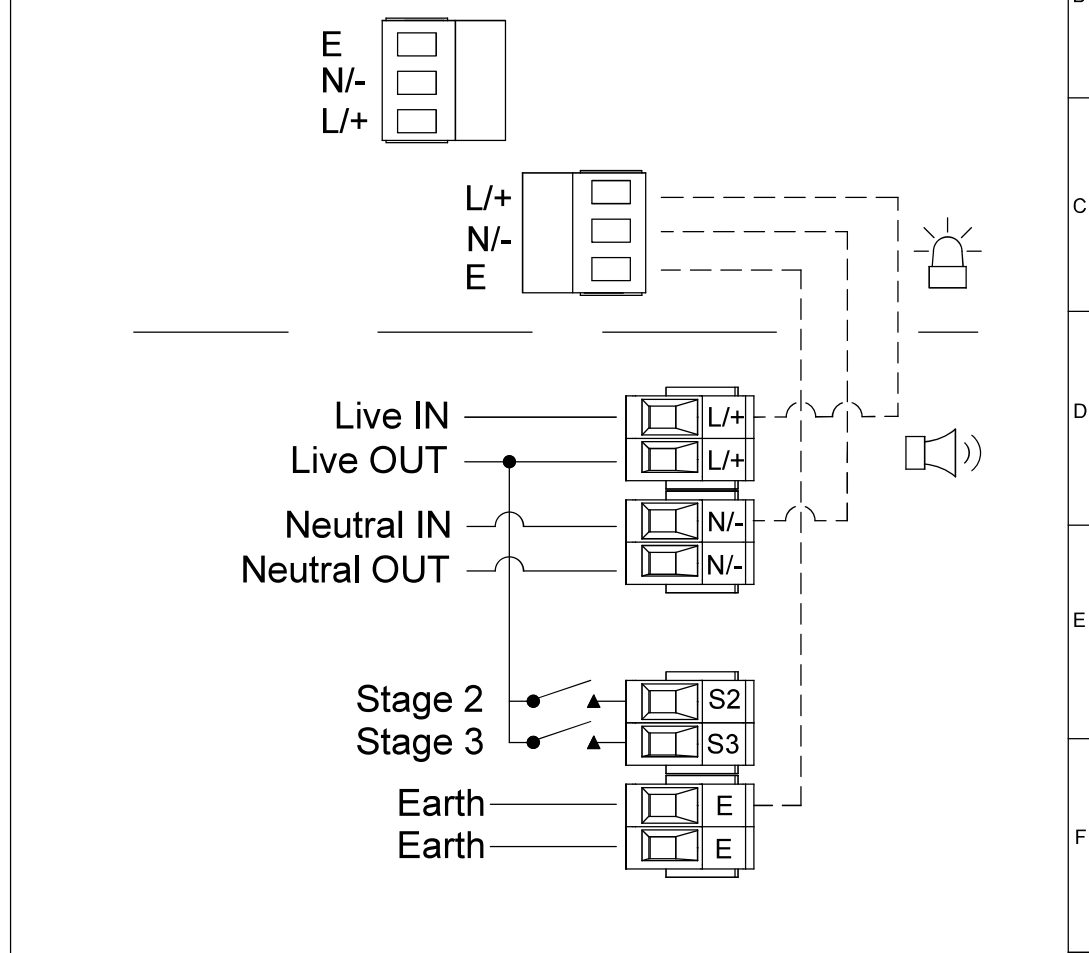 E
N/-
L/+
L/+
N/-
E
C
Live IN
L/+
D
Live OUT
L/+
Neutral IN
N/-
Neutral OUT
N/-
E
Stage 2
S2
Stage 3
S3
Earth
E
F
Earth
E